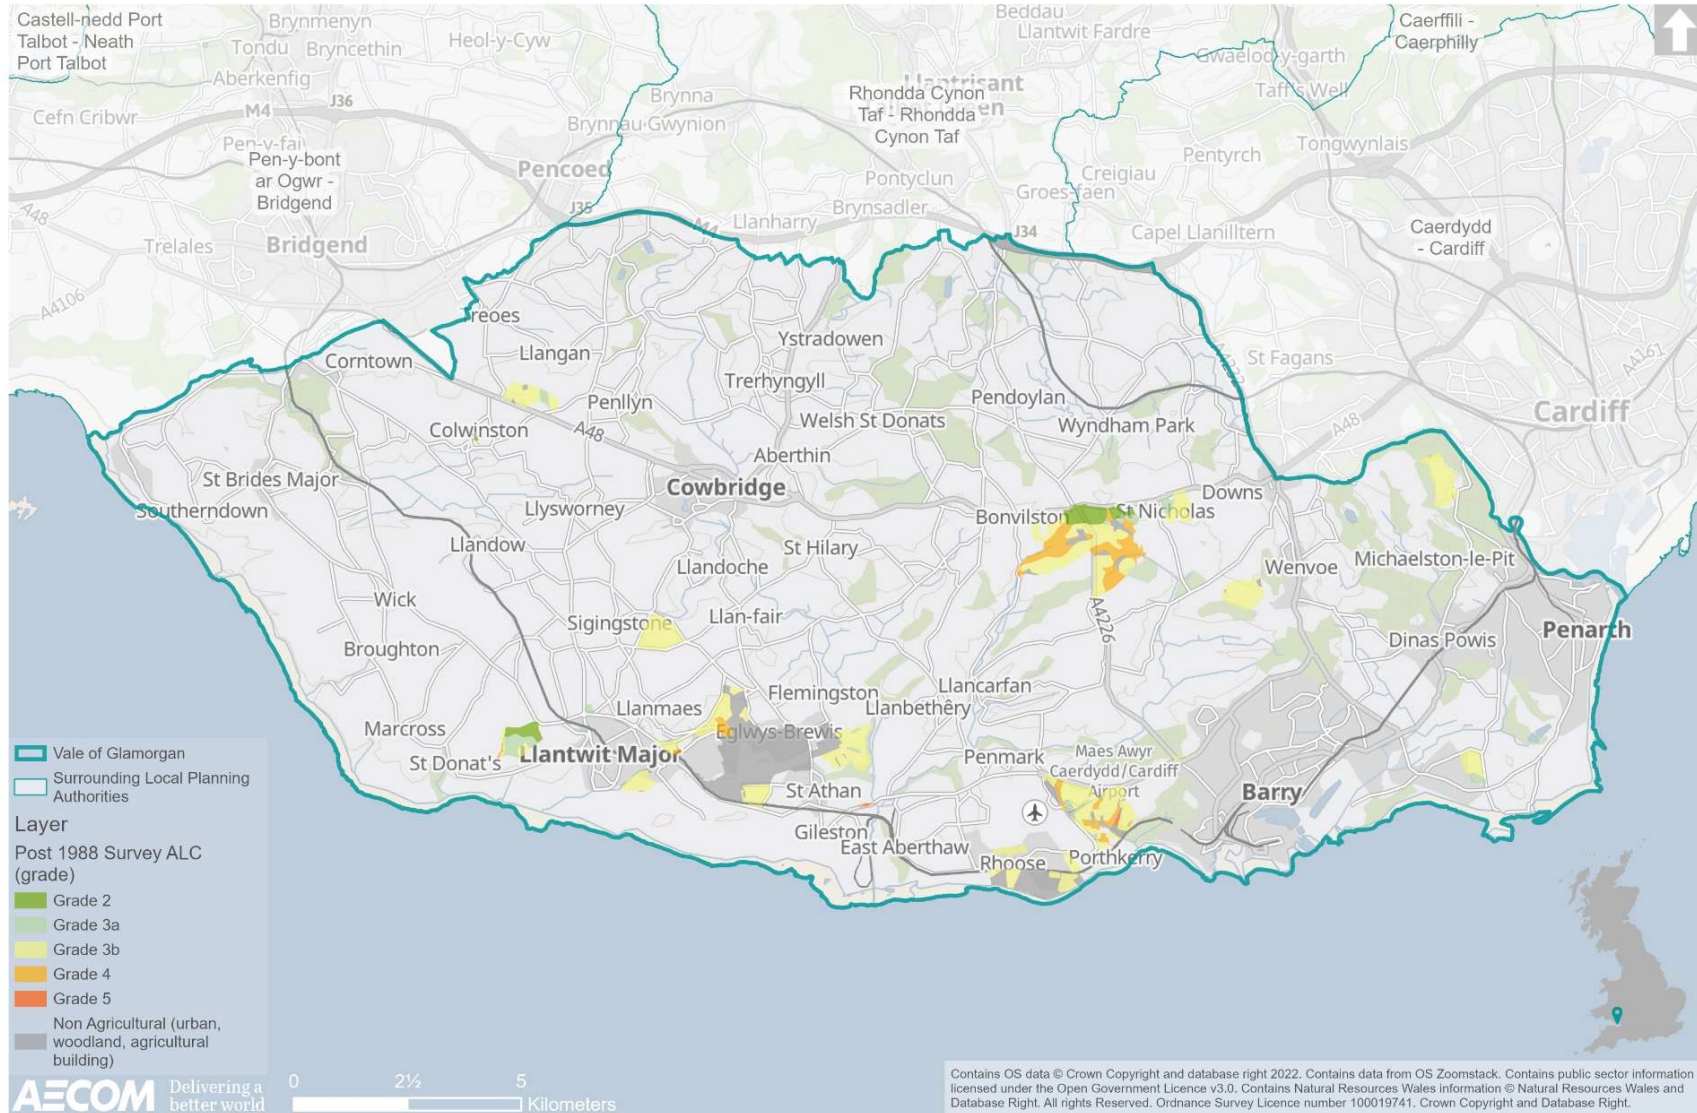 Castell-nedd Port
Talbot - Neath
Port Talbot
Brynmenyn
Tondu
Bryncethin
Heol-y-Cyw
Aberkenfig
M4
J36
Cefn Cribwr
Pen-y-fai
Pen-y-bont
ar Ogwr -
Bridgend
A48
Trelales
Bridgend
A4106
Pencoed
J35
Brynna
Brynnau Gwynion
Beddau
Llantwit Fardre
Llantrisant
Rhondda Cynon
Taf - Rhondda
Cynon Taf
Pontyclun
Llanharry
Brynsadler
M4
J34
Groes-faen
Creigiau
Pentyrch
Capel Llanilltern
Caerffili -
Caerphilly
Gwaelod-y-garth
Taff's Well
Tongwynlais
Caerdydd
- Cardiff
St Fagans
A4232
A4161
A48
Cardiff
Treoes
Corntown
Llangan
Ystradowen
Trerhyngyll
Penllyn
Pendoylan
Colwinston
A48
Welsh St Donats
Wyndham Park
Aberthin
St Brides Major
Cowbridge
Downs
Southerndown
Llysworney
Bonvilston
St Nicholas
Llandow
St Hilary
Michaelston-le-Pit
Llandoche
Wenvoe
Wick
A4226
Sigingstone
Llan-fair
Penarth
Broughton
Dinas Powis
Flemingston
Llancarfan
Llanmaes
Llanbethêry
Marcross
Eglwys-Brewis
St Donat's
Llantwit Major
Penmark
Maes Awyr
Caerdydd/Cardiff
Airport
St Athan
Barry
Gileston
East Aberthaw
Rhoose
Porthkerry
Vale of Glamorgan
Surrounding Local Planning
Authorities
Layer
Post 1988 Survey ALC
(grade)
Grade 2
Grade 3a
Grade 3b
Grade 4
Grade 5
Non Agricultural (urban,
woodland, agricultural
building)
AECOM
Delivering a
better world
0 2½ 5
Kilometers
Contains OS data © Crown Copyright and database right 2022. Contains data from OS Zoomstack. Contains public sector information
licensed under the Open Government Licence v3.0. Contains Natural Resources Wales information © Natural Resources Wales and
Database Right. All rights Reserved. Ordnance Survey Licence number 100019741. Crown Copyright and Database Right.